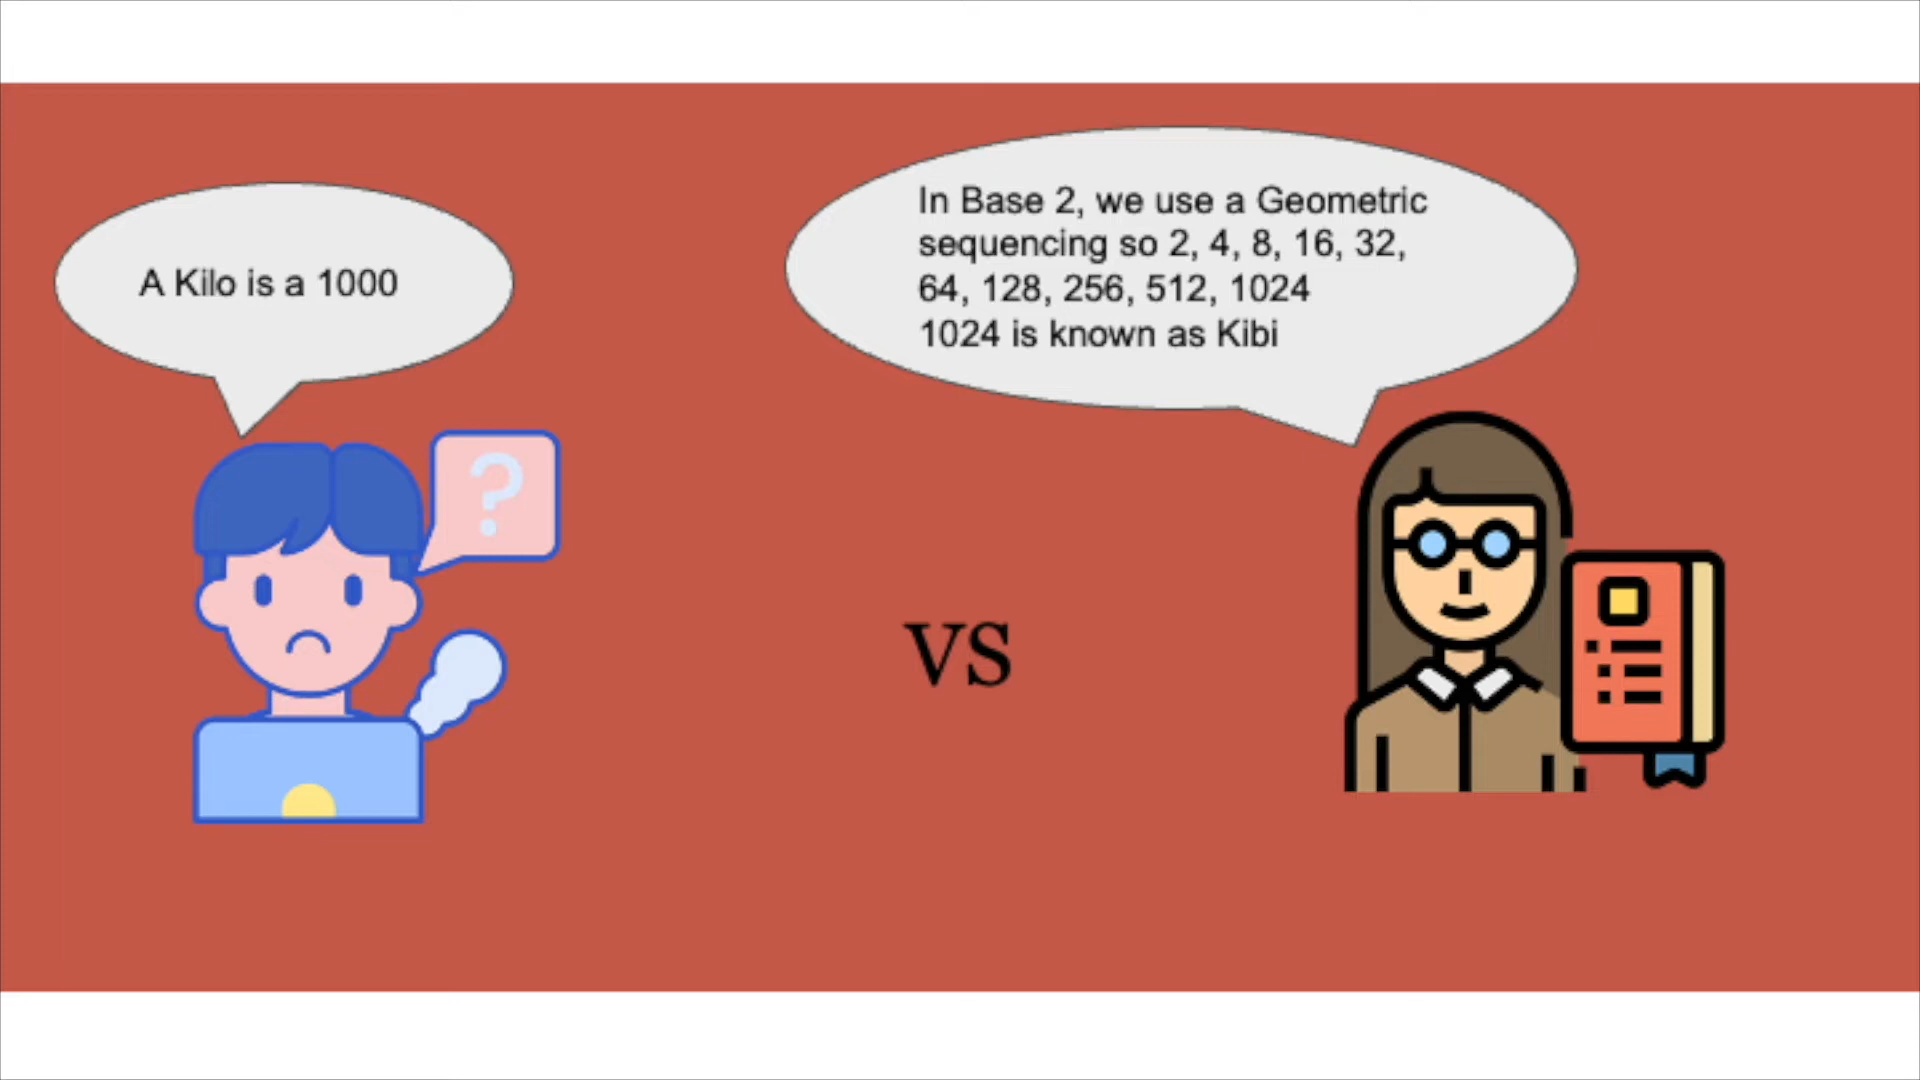 A Kilo is a 1000
In Base 2, we use a Geometric
sequencing so 2, 4, 8, 16, 32,
64, 128, 256, 512, 1024
1024 is known as Kibi
?
VS